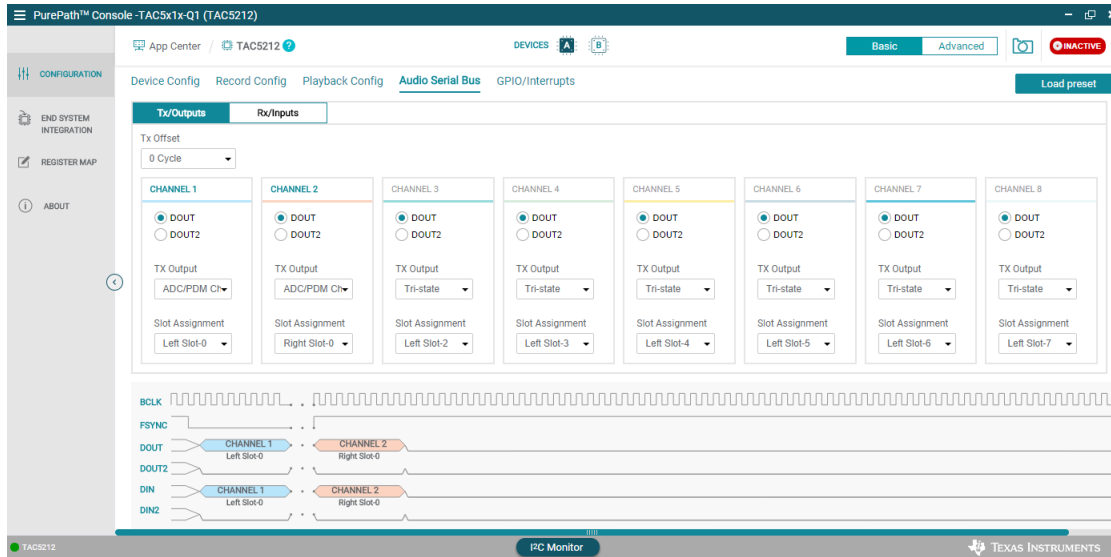 PurePath™ Console -TAC5x1x-Q1 (TAC5212)
App Center / TAC5212 ?
DEVICES A B
Basic Advanced
INACTIVE
CONFIGURATION
END SYSTEM
INTEGRATION
REGISTER MAP
ABOUT
Device Config Record Config Playback Config Audio Serial Bus GPIO/Interrupts
Load preset
Tx/Outputs Rx/Inputs
Tx Offset
0 Cycle
CHANNEL 1 CHANNEL 2 CHANNEL 3 CHANNEL 4 CHANNEL 5 CHANNEL 6 CHANNEL 7 CHANNEL 8
DOUT DOUT DOUT DOUT DOUT DOUT DOUT DOUT
DOUT2 DOUT2 DOUT2 DOUT2 DOUT2 DOUT2 DOUT2 DOUT2
TX Output TX Output TX Output TX Output TX Output TX Output TX Output TX Output
ADC/PDM Ch ADC/PDM Ch Tri-state Tri-state Tri-state Tri-state Tri-state Tri-state
Slot Assignment Slot Assignment Slot Assignment Slot Assignment Slot Assignment Slot Assignment Slot Assignment Slot Assignment
Left Slot-0 Right Slot-0 Left Slot-2 Left Slot-3 Left Slot-4 Left Slot-5 Left Slot-6 Left Slot-7
BCLK
FSYNC
DOUT CHANNEL 1 CHANNEL 2
Left Slot-0 Right Slot-0
DOUT2
DIN CHANNEL 1 CHANNEL 2
Left Slot-0 Right Slot-0
DIN2
TAC5212
I²C Monitor
TEXAS INSTRUMENTS